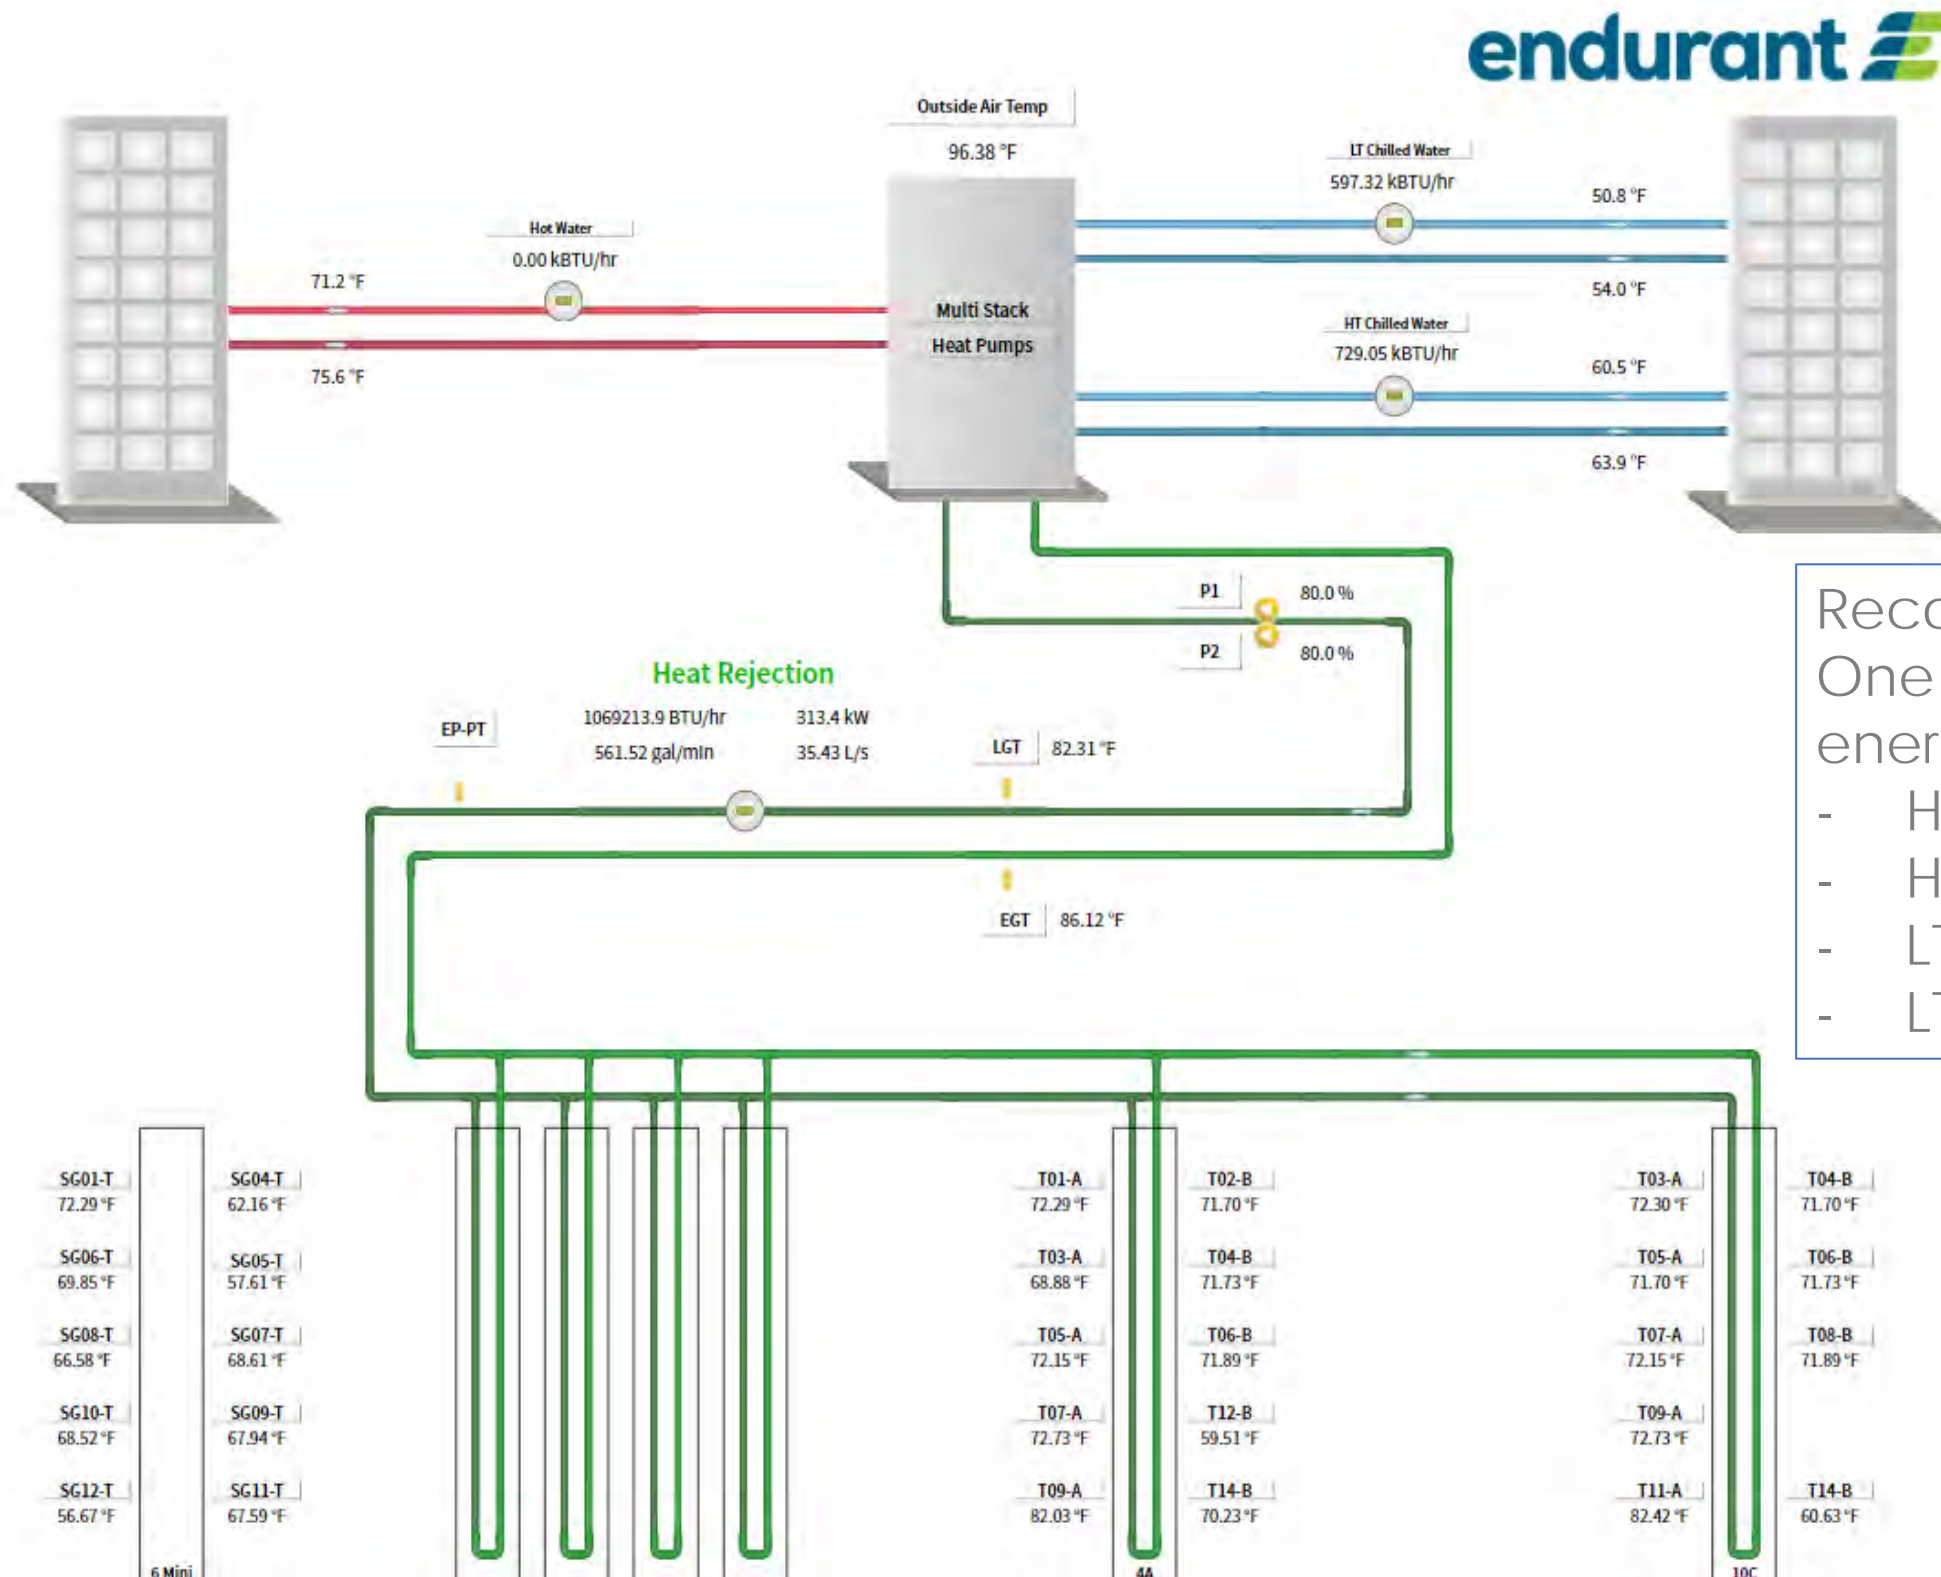 endurant
Outside Air Temp
96.38 °F
LT Chilled Water
597.32 kBTU/hr
50.8 °F
Hot Water
0.00 kBTU/hr
71.2 °F
54.0 °F
Multi Stack
Heat Pumps
HT Chilled Water
729.05 kBTU/hr
60.5 °F
75.6 °F
63.9 °F
P1 80.0 %
P2 80.0 %
Heat Rejection
EP-PT
1069213.9 BTU/hr 313.4 kW
561.52 gal/min 35.43 L/s
LGT 82.31 °F
EGT 86.12 °F
One
- H
- H
- LT
- LT
SG01-T SG04-T T01-A T02-B T03-A T04-B
72.29 °F 62.16 °F 72.29 °F 71.70 °F 72.30 °F 71.70 °F
SG06-T SG05-T T03-A T04-B T05-A T06-B
69.85 °F 57.61 °F 68.88 °F 71.73 °F 71.70 °F 71.73 °F
SG08-T SG07-T T05-A T06-B T07-A T08-B
66.58 °F 68.61 °F 72.15 °F 71.89 °F 72.15 °F 71.89 °F
SG10-T SG09-T T07-A T12-B T09-A
68.52 °F 67.94 °F 72.73 °F 59.51 °F 72.73 °F
SG12-T SG11-T T09-A T14-B T11-A T14-B
56.67 °F 67.59 °F 82.03 °F 70.23 °F 82.42 °F 60.63 °F
6 Mini 4A 10C